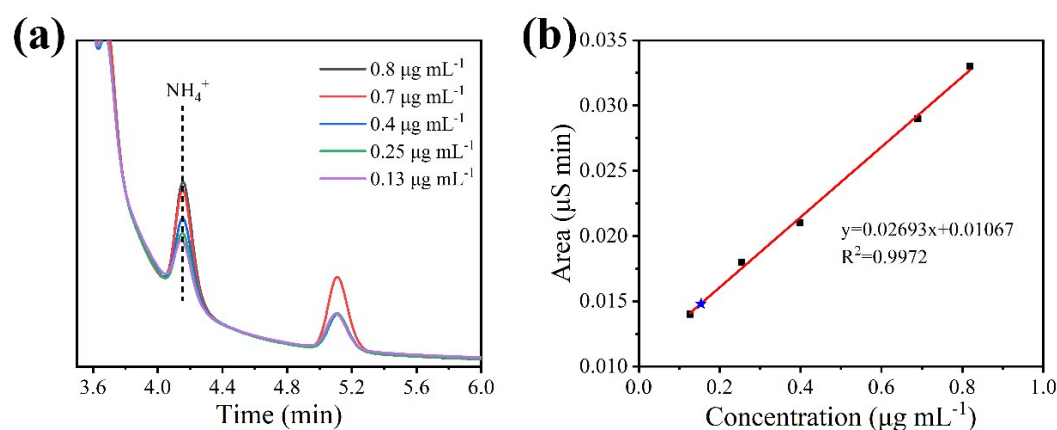 (a)
NH₄⁺
0.8 μg mL⁻¹
0.7 μg mL⁻¹
0.4 μg mL⁻¹
0.25 μg mL⁻¹
0.13 μg mL⁻¹
3.6 4.0 4.4 4.8 5.2 5.6 6.0
Time (min)
(b)
0.035
0.030
0.025
0.020
0.015
0.010
Area (μS min)
y=0.02693x+0.01067
R²=0.9972
0.0 0.2 0.4 0.6 0.8 1.0
Concentration (μg mL⁻¹)